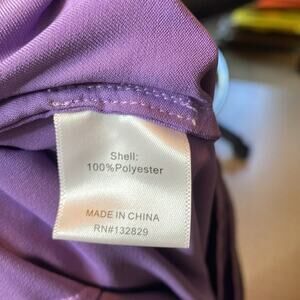 Shell:
100%Polyester
MADE IN CHINA
RN#132829